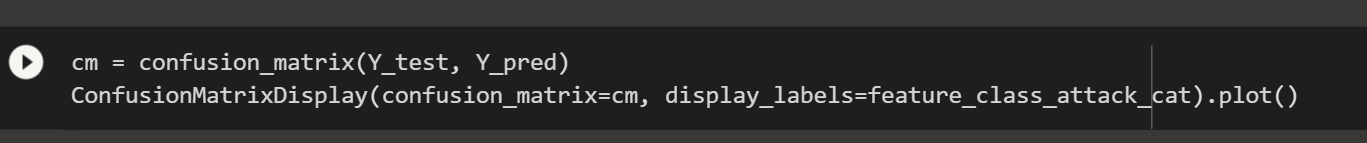 cm = confusion_matrix(Y_test, Y_pred)
ConfusionMatrixDisplay(confusion_matrix=cm, display_labels=feature_class_attack_cat).plot()